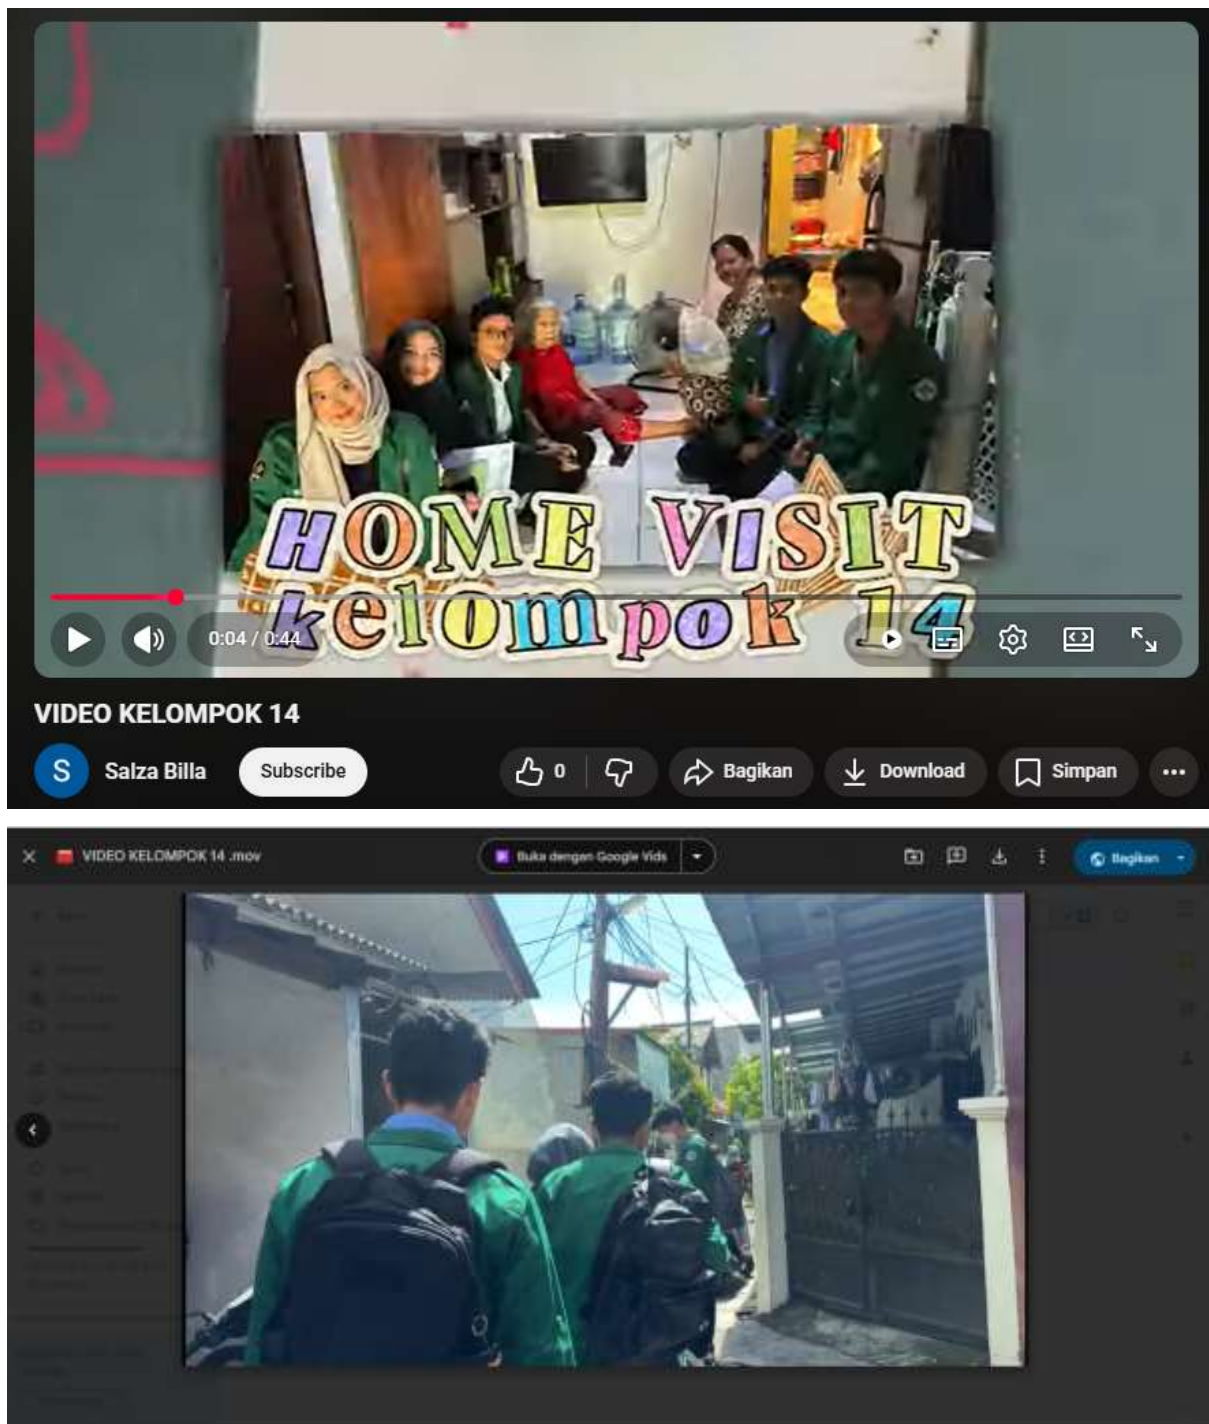 HOME VISIT
kelompok 14
0:04 / 0:44
VIDEO KELOMPOK 14
S
Salza Billa
Subscribe
0
Bagikan
Download
Simpan
VIDEO KELOMPOK 14 .mov
Buka dengan Google Vids
Bagikan